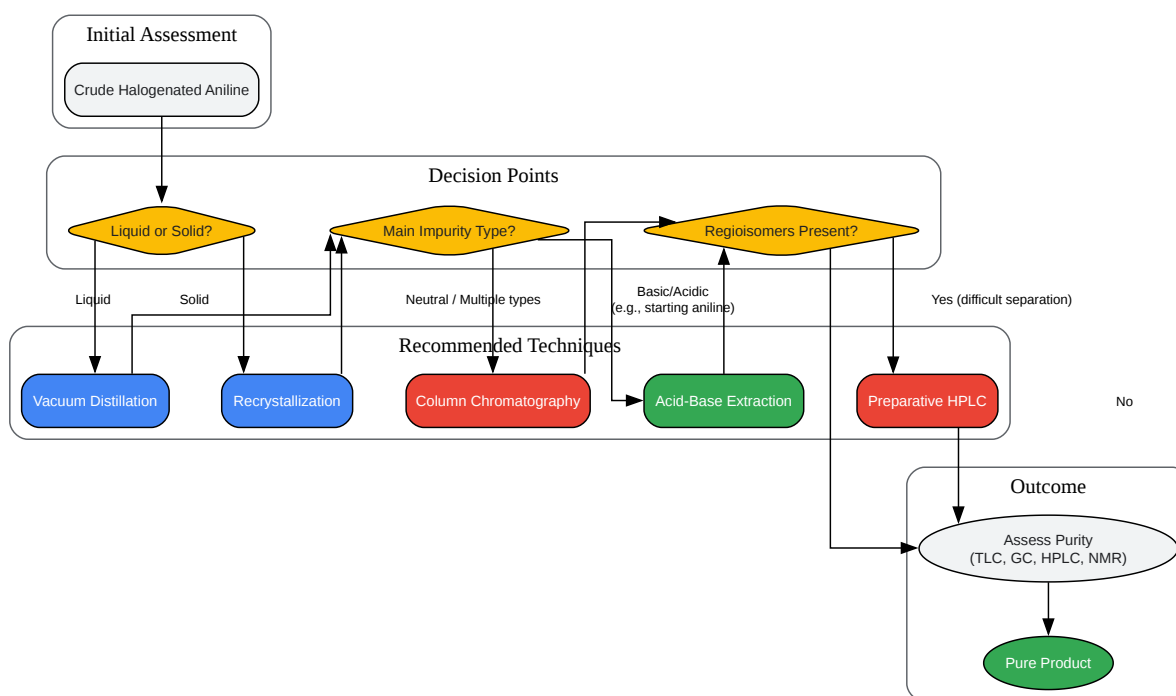 Initial Assessment
Crude Halogenated Aniline
Decision Points
Liquid or Solid?
Main Impurity Type?
Regioisomers Present?
Liquid
Solid
Neutral / Multiple types
Basic/Acidic
(e.g., starting aniline)
Yes (difficult separation)
Recommended Techniques
Vacuum Distillation
Recrystallization
Column Chromatography
Acid-Base Extraction
Preparative HPLC
No
Outcome
Assess Purity
(TLC, GC, HPLC, NMR)
Pure Product